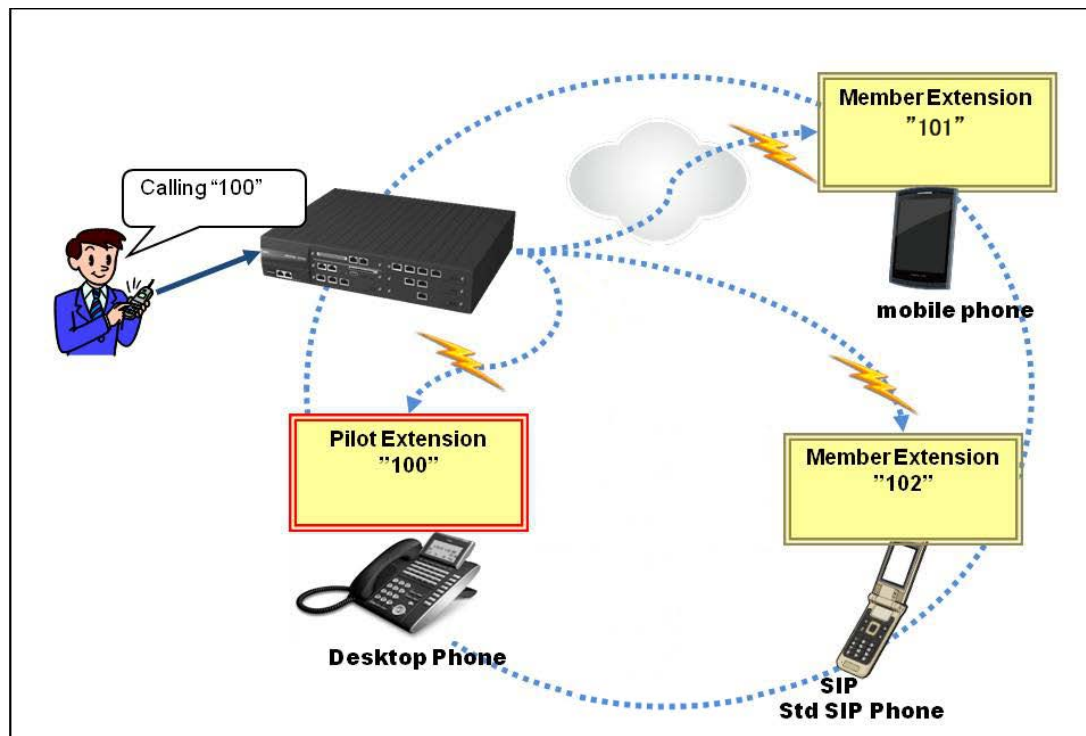 Calling “100”
Member Extension
"101"
mobile phone
Pilot Extension
"100"
Member Extension
"102"
Desktop Phone
SIP
Std SIP Phone